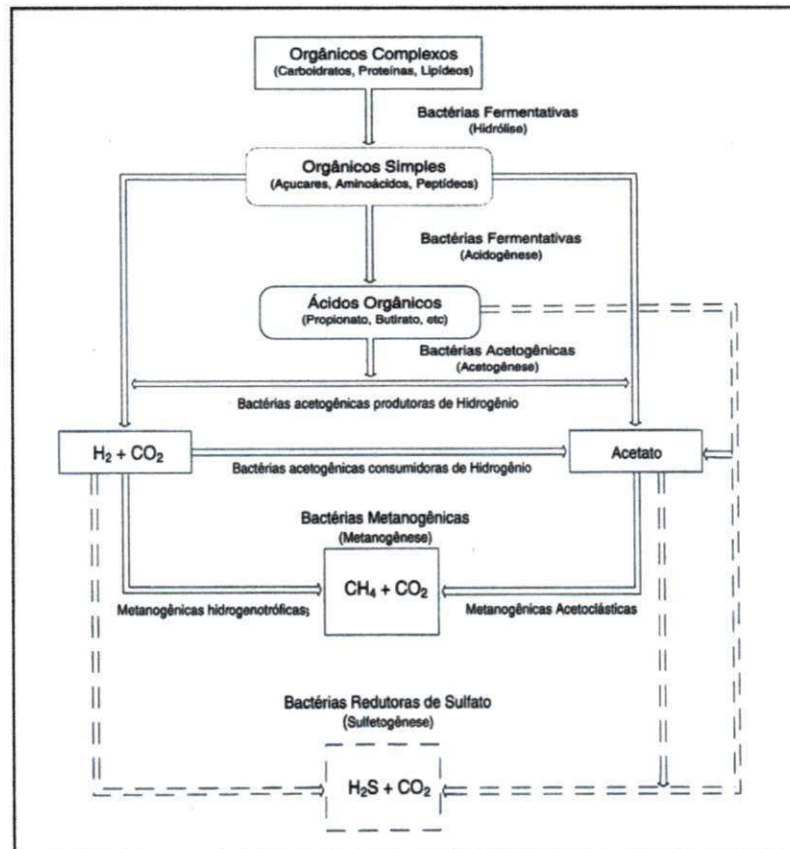 Orgânicos Complexos
(Carboidratos, Proteínas, Lipídeos)
Bactérias Fermentativas
(Hidrólise)
Orgânicos Simples
(Açucares, Aminoácidos, Peptídeos)
Bactérias Fermentativas
(Acidogênese)
Ácidos Orgânicos
(Propionato, Butirato, etc)
Bactérias Acetogênicas
(Acetogênese)
Bactérias acetogênicas produtoras de Hidrogênio
H₂ + CO₂
Acetato
Bactérias acetogênicas consumidoras de Hidrogênio
Bactérias Metanogênicas
(Metanogênese)
CH₄ + CO₂
Metanogênicas hidrogenotróficas;
Metanogênicas Acetoclásticas
Bactérias Redutoras de Sulfato
(Sulfetogênese)
H₂S + CO₂